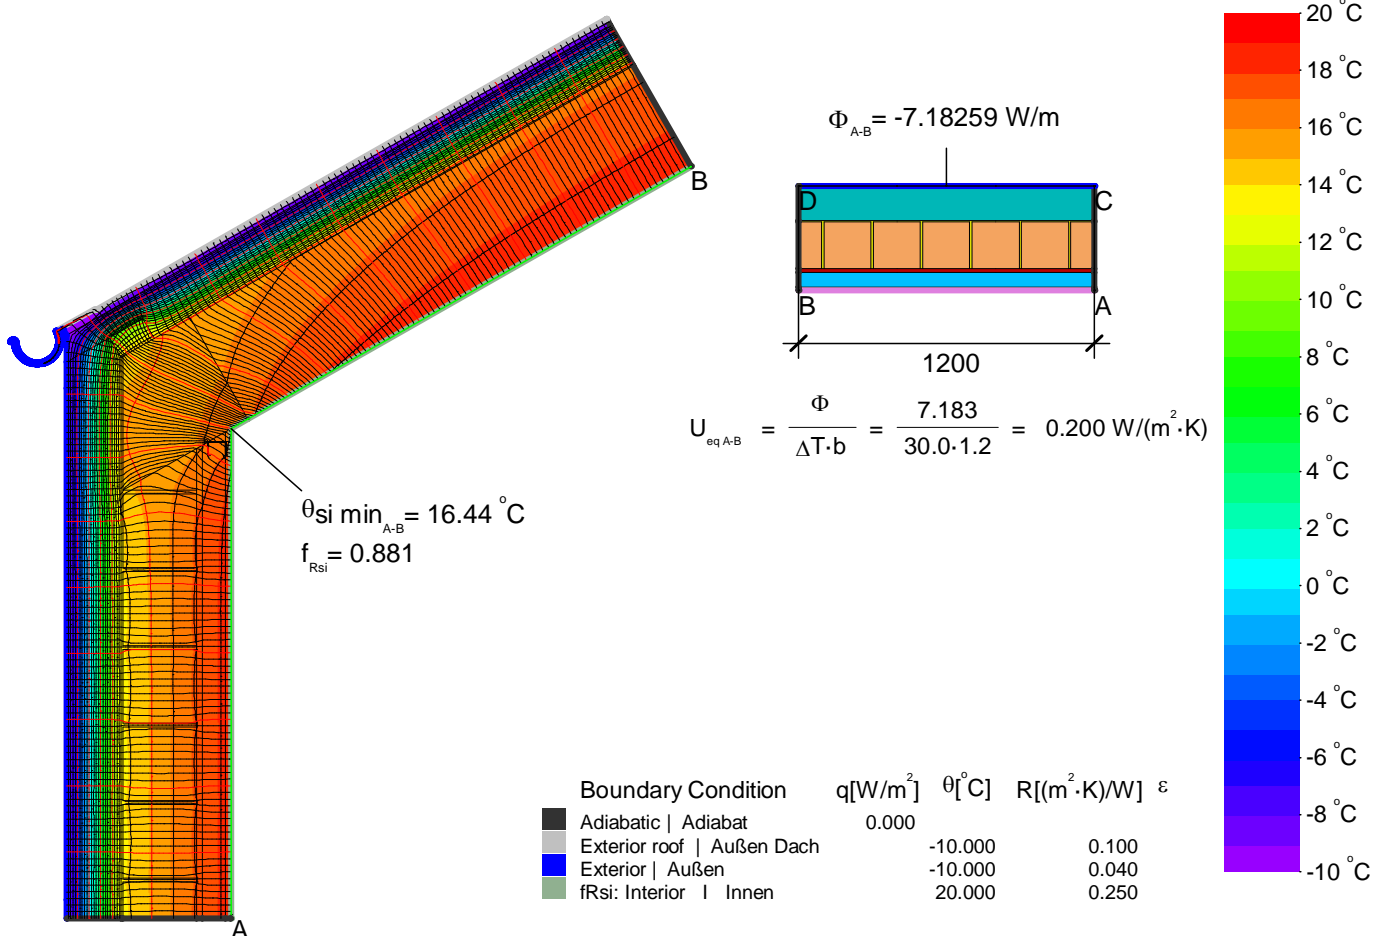 Φ A-B = -7.18259 W/m
D C
B A
1200
U eq A-B = Φ / ΔT·b = 7.183 / 30.0·1.2 = 0.200 W/(m²·K)
B
θsi min A-B = 16.44 °C
fRsi = 0.881
A
Boundary Condition q[W/m²] θ[°C] R[(m²·K)/W] ε
Adiabatic | Adiabat 0.000
Exterior roof | Außen Dach -10.000 0.100
Exterior | Außen -10.000 0.040
fRsi: Interior I Innen 20.000 0.250
20 °C
18 °C
16 °C
14 °C
12 °C
10 °C
8 °C
6 °C
4 °C
2 °C
0 °C
-2 °C
-4 °C
-6 °C
-8 °C
-10 °C